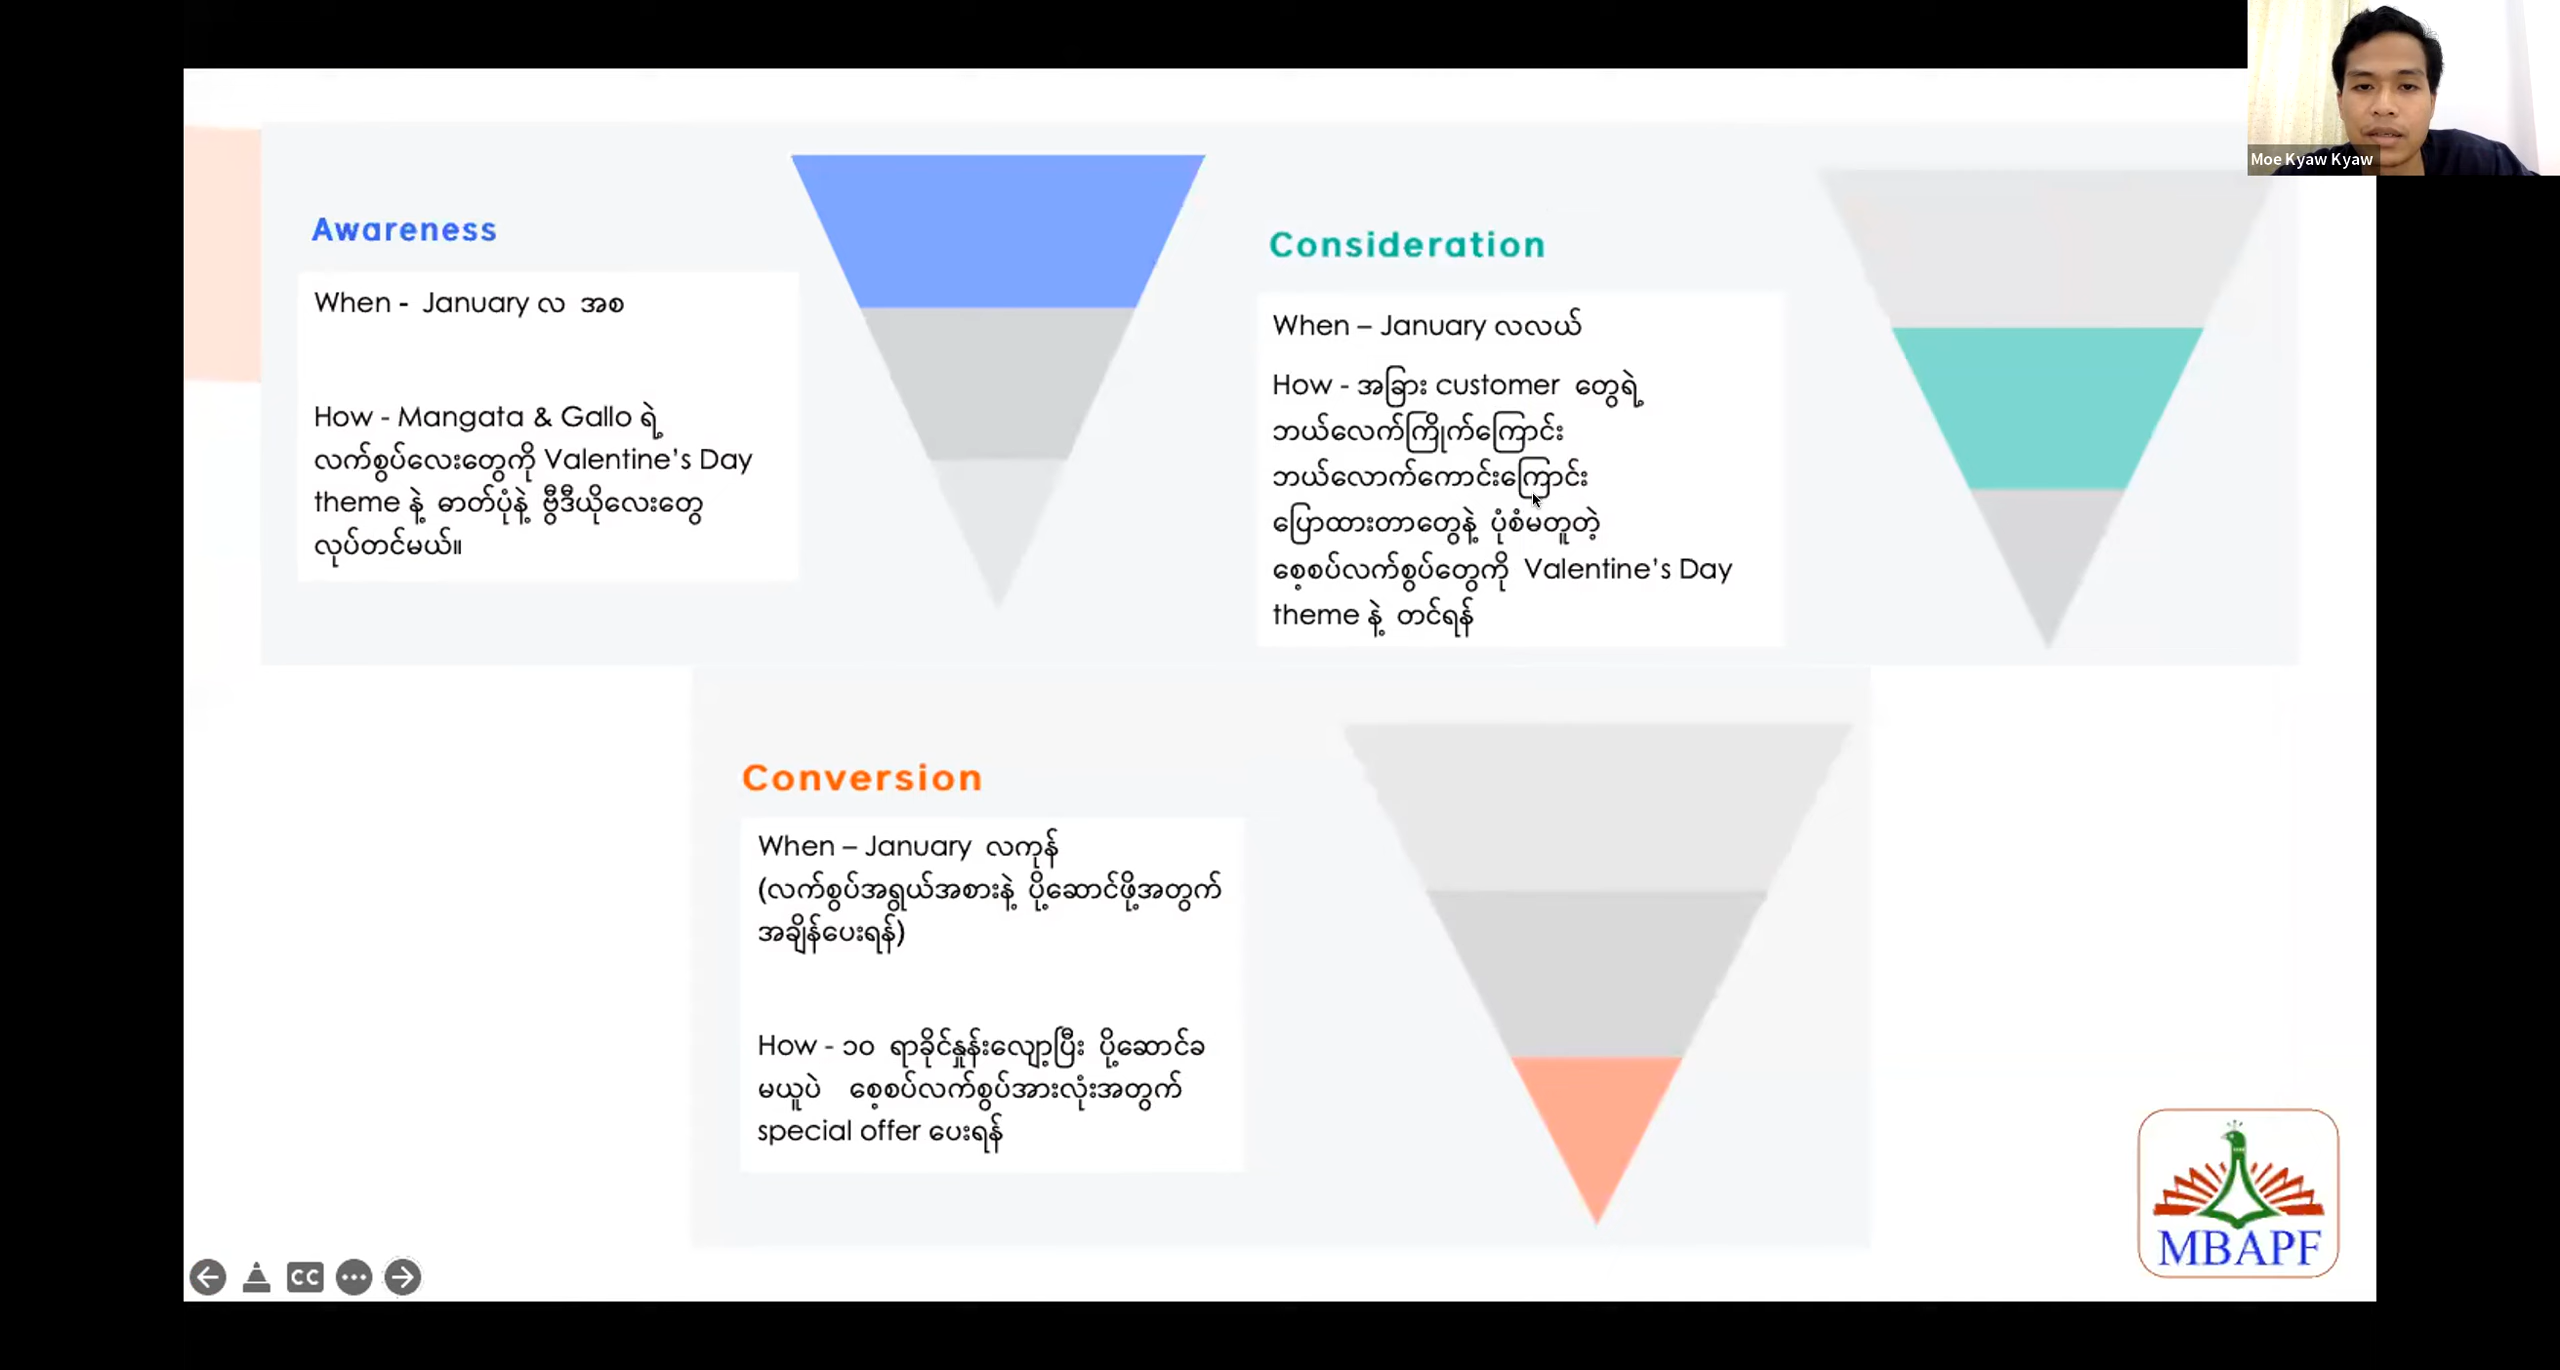 Moe Kyaw Kyaw
Awareness
When - January လ အစ
How - Mangata & Gallo ရဲ့
လက်စွပ်လေးတွေကို Valentine's Day
theme နဲ့ ဓာတ်ပုံနဲ့ ဗွီဒီယိုလေးတွေ
လုပ်တင်မယ်။
Consideration
When – January လလယ်
How - အခြား customer တွေရဲ့
ဘယ်လေက်ကြိုက်ကြောင်း
ဘယ်လောက်ကောင်းကြောင်း
ပြောထားတာတွေနဲ့ ပုံစံမတူတဲ့
စေ့စပ်လက်စွပ်တွေကို Valentine's Day
theme နဲ့ တင်ရန်
Conversion
When – January လကုန်
(လက်စွပ်အရွယ်အစားနဲ့ ပို့ဆောင်ဖို့အတွက်
အချိန်ပေးရန်)
How - ၁၀ ရာခိုင်နှုန်းလျော့ပြီး ပို့ဆောင်ခ
မယူပဲ စေ့စပ်လက်စွပ်အားလုံးအတွက်
special offer ပေးရန်
MBAPF
CC